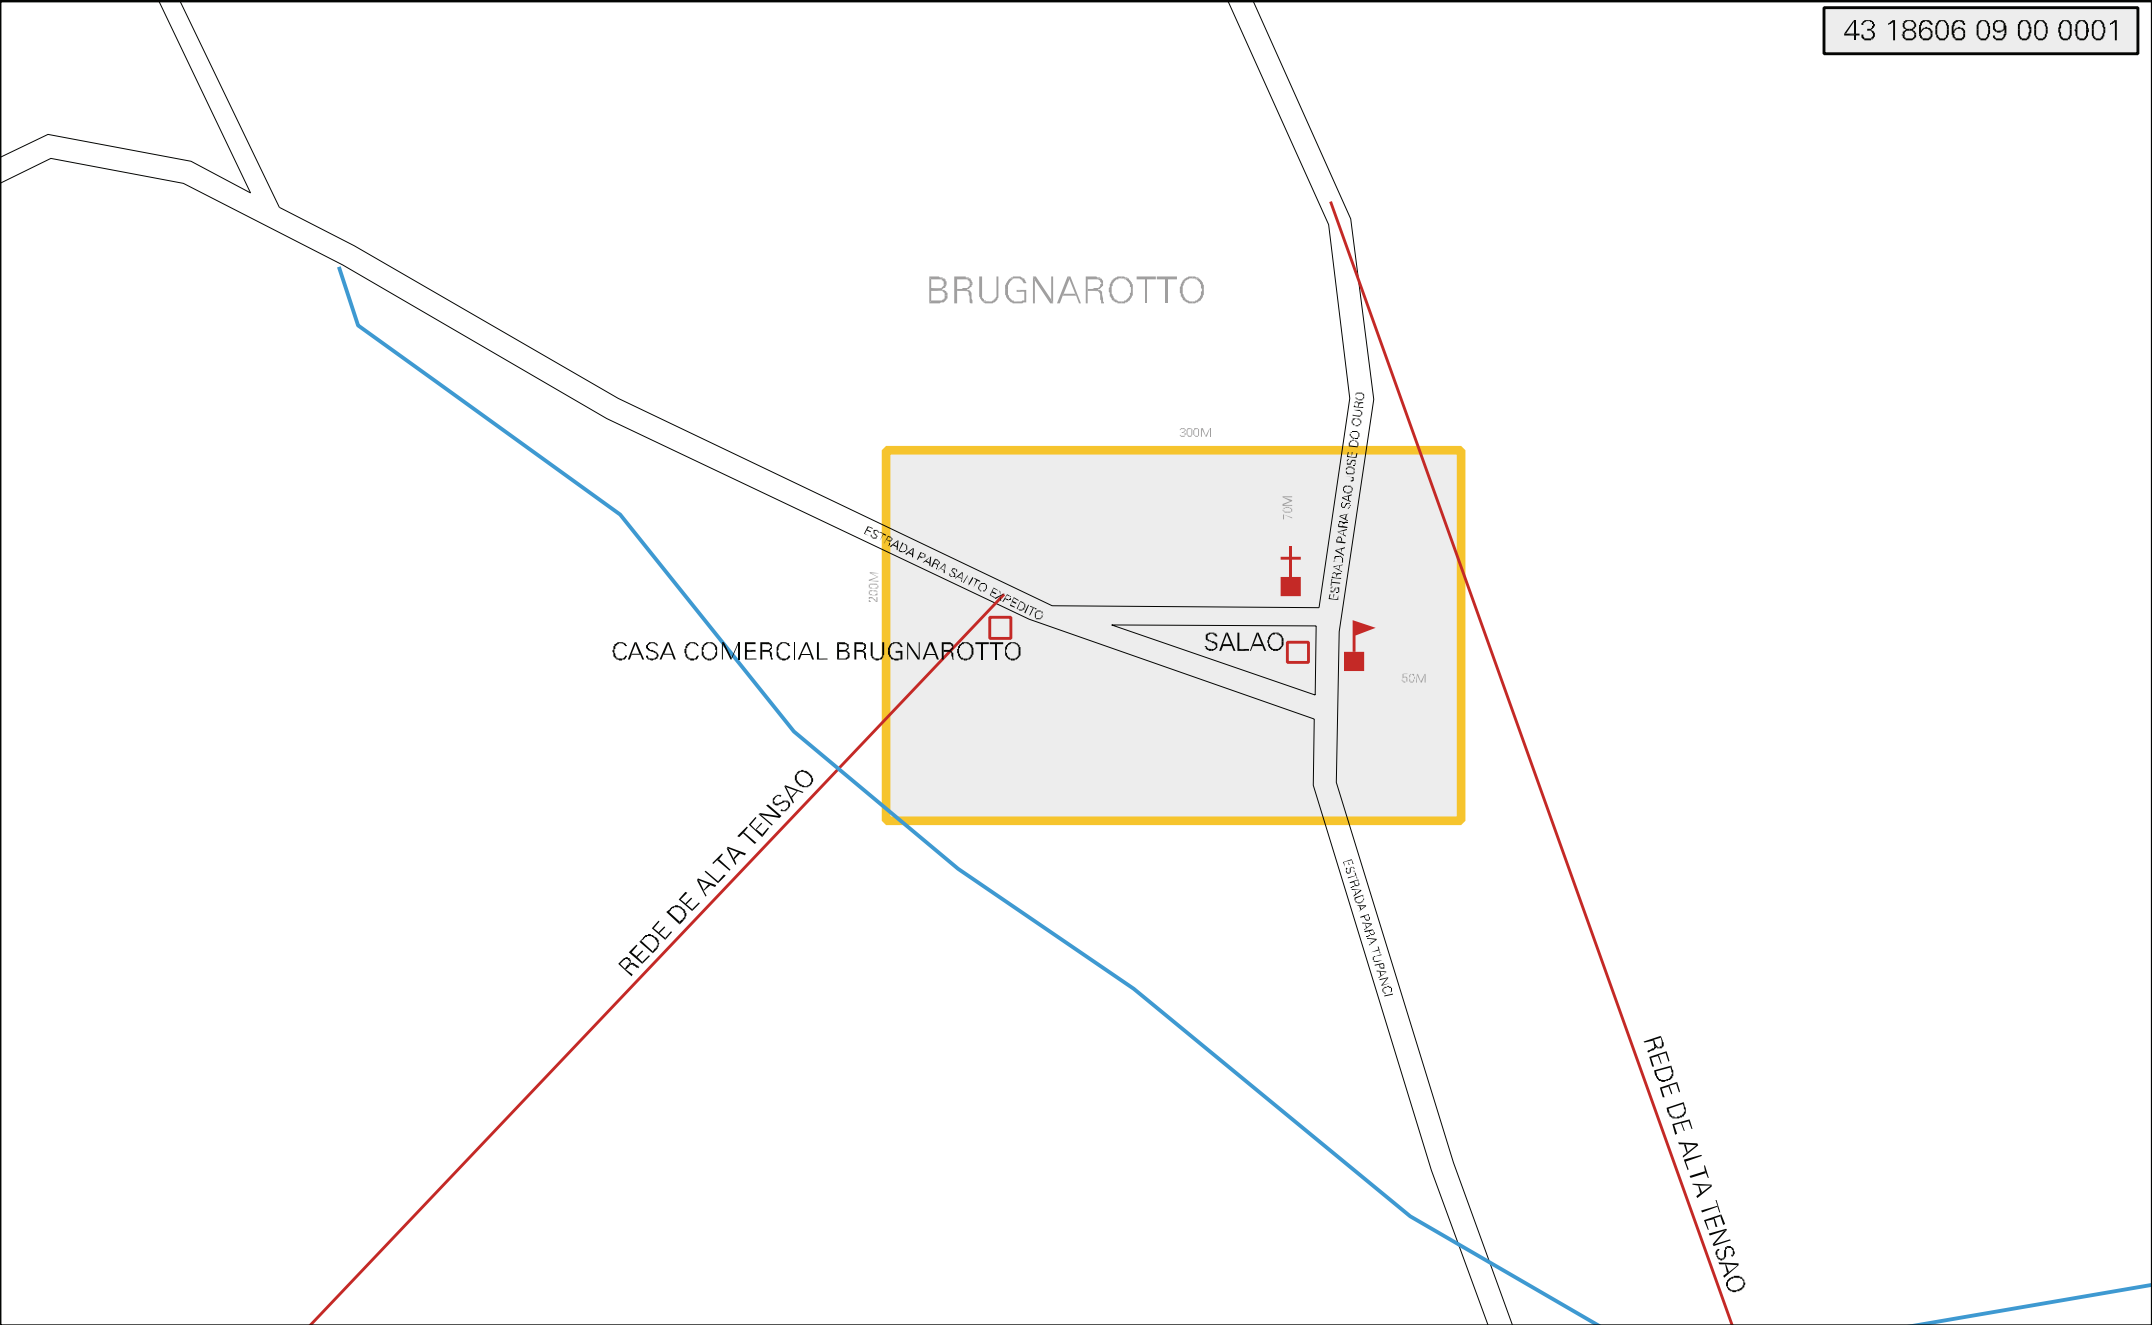 43 18606 09 00 0001
BRUGNAROTTO
300M
ESTRADA PARA SAO JOSE DO OURO
70M
ESTRADA PARA SANTO EXPEDITO
200M
SALAO
CASA COMERCIAL BRUGNAROTTO
50M
REDE DE ALTA TENSAO
ESTRADA PARA TUPANCI
REDE DE ALTA TENSAO